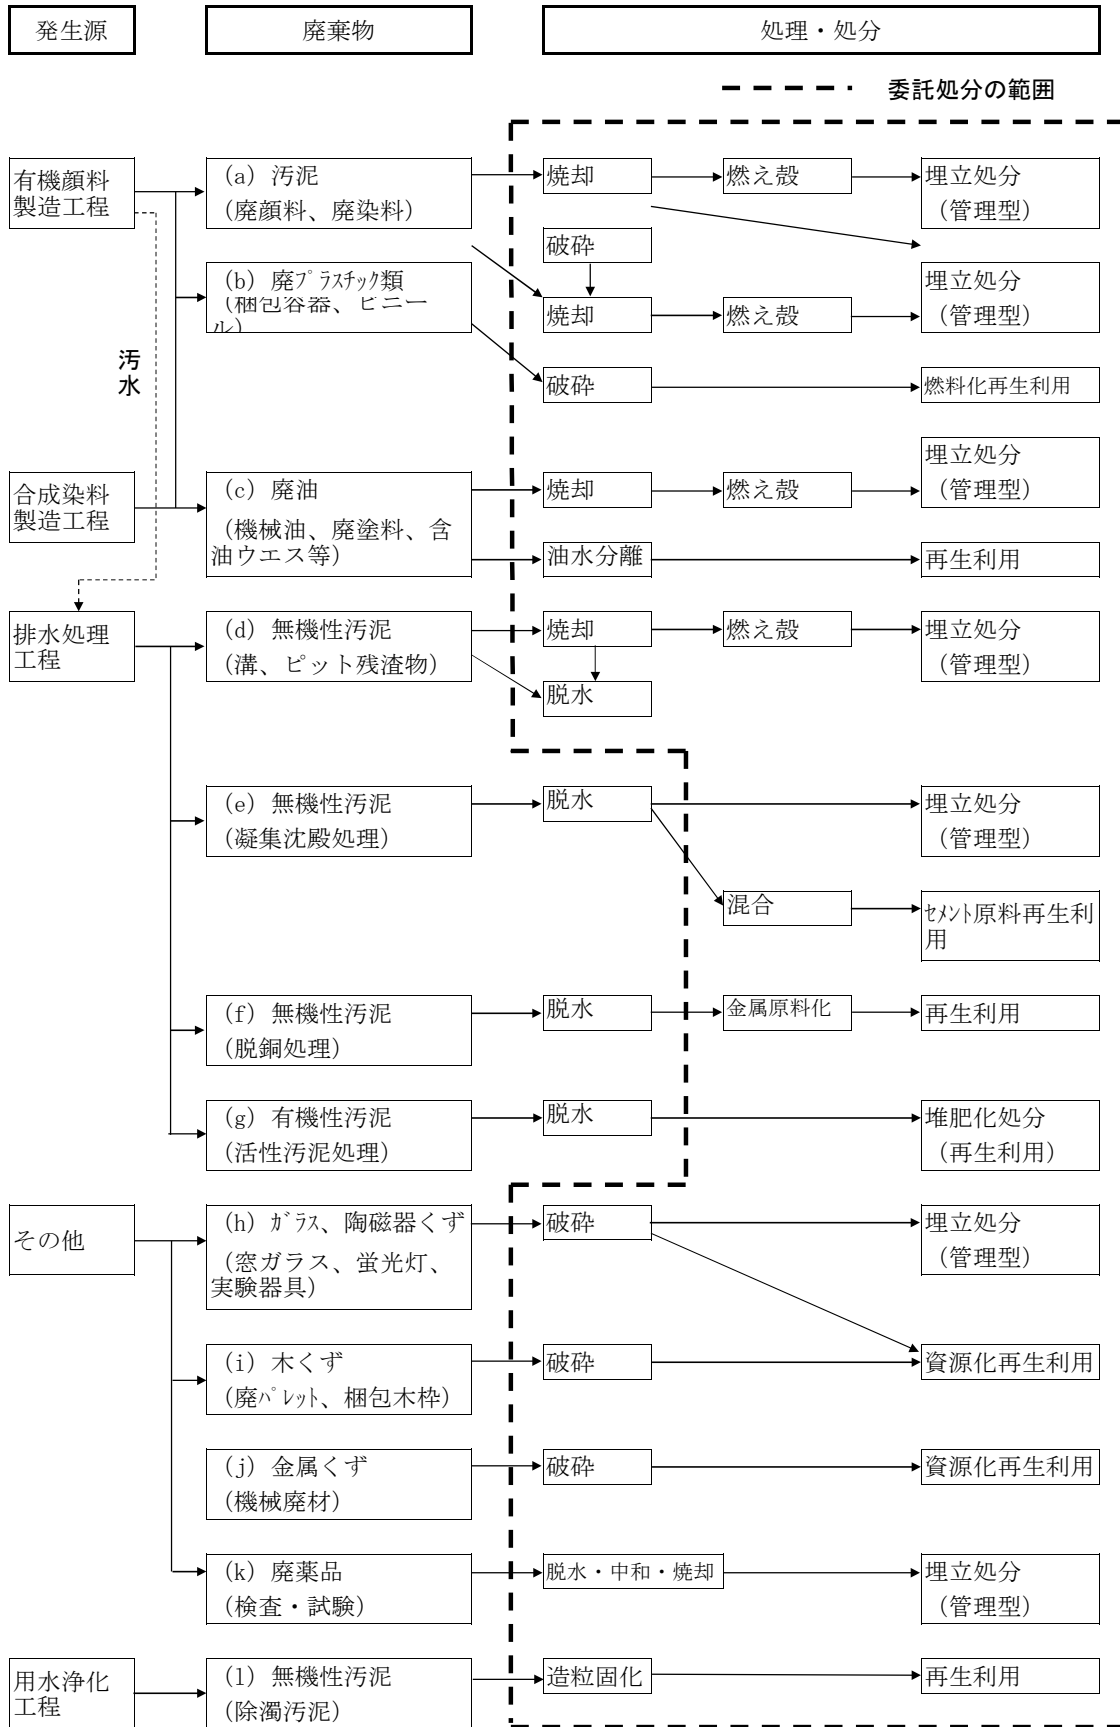 発生源
廃棄物
処理・処分
委託処分の範囲
有機顔料
製造工程
(a) 汚泥
(廃顔料、廃染料)
焼却
燃え殻
埋立処分
(管理型)
破砕
(b) 廃プラスチック類
(梱包容器、ビニー
ル)
焼却
燃え殻
埋立処分
(管理型)
汚
水
破砕
燃料化再生利用
合成染料
製造工程
(c) 廃油
(機械油、廃塗料、含
油ウエス等)
焼却
燃え殻
埋立処分
(管理型)
油水分離
再生利用
排水処理
工程
(d) 無機性汚泥
(溝、ピット残渣物)
焼却
燃え殻
埋立処分
(管理型)
脱水
(e) 無機性汚泥
(凝集沈殿処理)
脱水
埋立処分
(管理型)
混合
セメント原料再生利
用
(f) 無機性汚泥
(脱銅処理)
脱水
金属原料化
再生利用
(g) 有機性汚泥
(活性汚泥処理)
脱水
堆肥化処分
(再生利用)
その他
(h) ガラス、陶磁器くず
(窓ガラス、蛍光灯、
実験器具)
破砕
埋立処分
(管理型)
(i) 木くず
(廃パレット、梱包木枠)
破砕
資源化再生利用
(j) 金属くず
(機械廃材)
破砕
資源化再生利用
(k) 廃薬品
(検査・試験)
脱水・中和・焼却
埋立処分
(管理型)
用水浄化
工程
(l) 無機性汚泥
(除濁汚泥)
造粒固化
再生利用